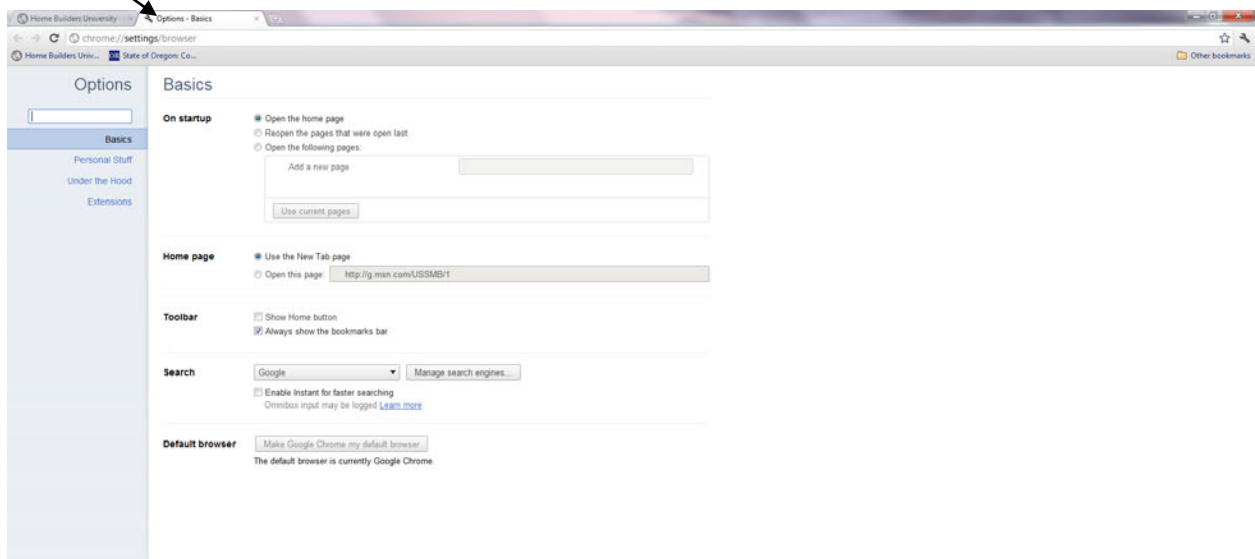 Home Builders University
Options - Basics
chrome://settings/browser
Home Builders Univ...
State of Oregon: Co...
Other bookmarks
Options
Basics
Personal Stuff
Under the Hood
Extensions
Basics
On startup
Open the home page
Reopen the pages that were open last
Open the following pages:
Add a new page
Use current pages
Home page
Use the New Tab page
Open this page:
http://g.msn.com/USSMB/1
Toolbar
Show Home button
Always show the bookmarks bar
Search
Google
Manage search engines...
Enable Instant for faster searching
Omnibox input may be logged Learn more
Default browser
Make Google Chrome my default browser
The default browser is currently Google Chrome.